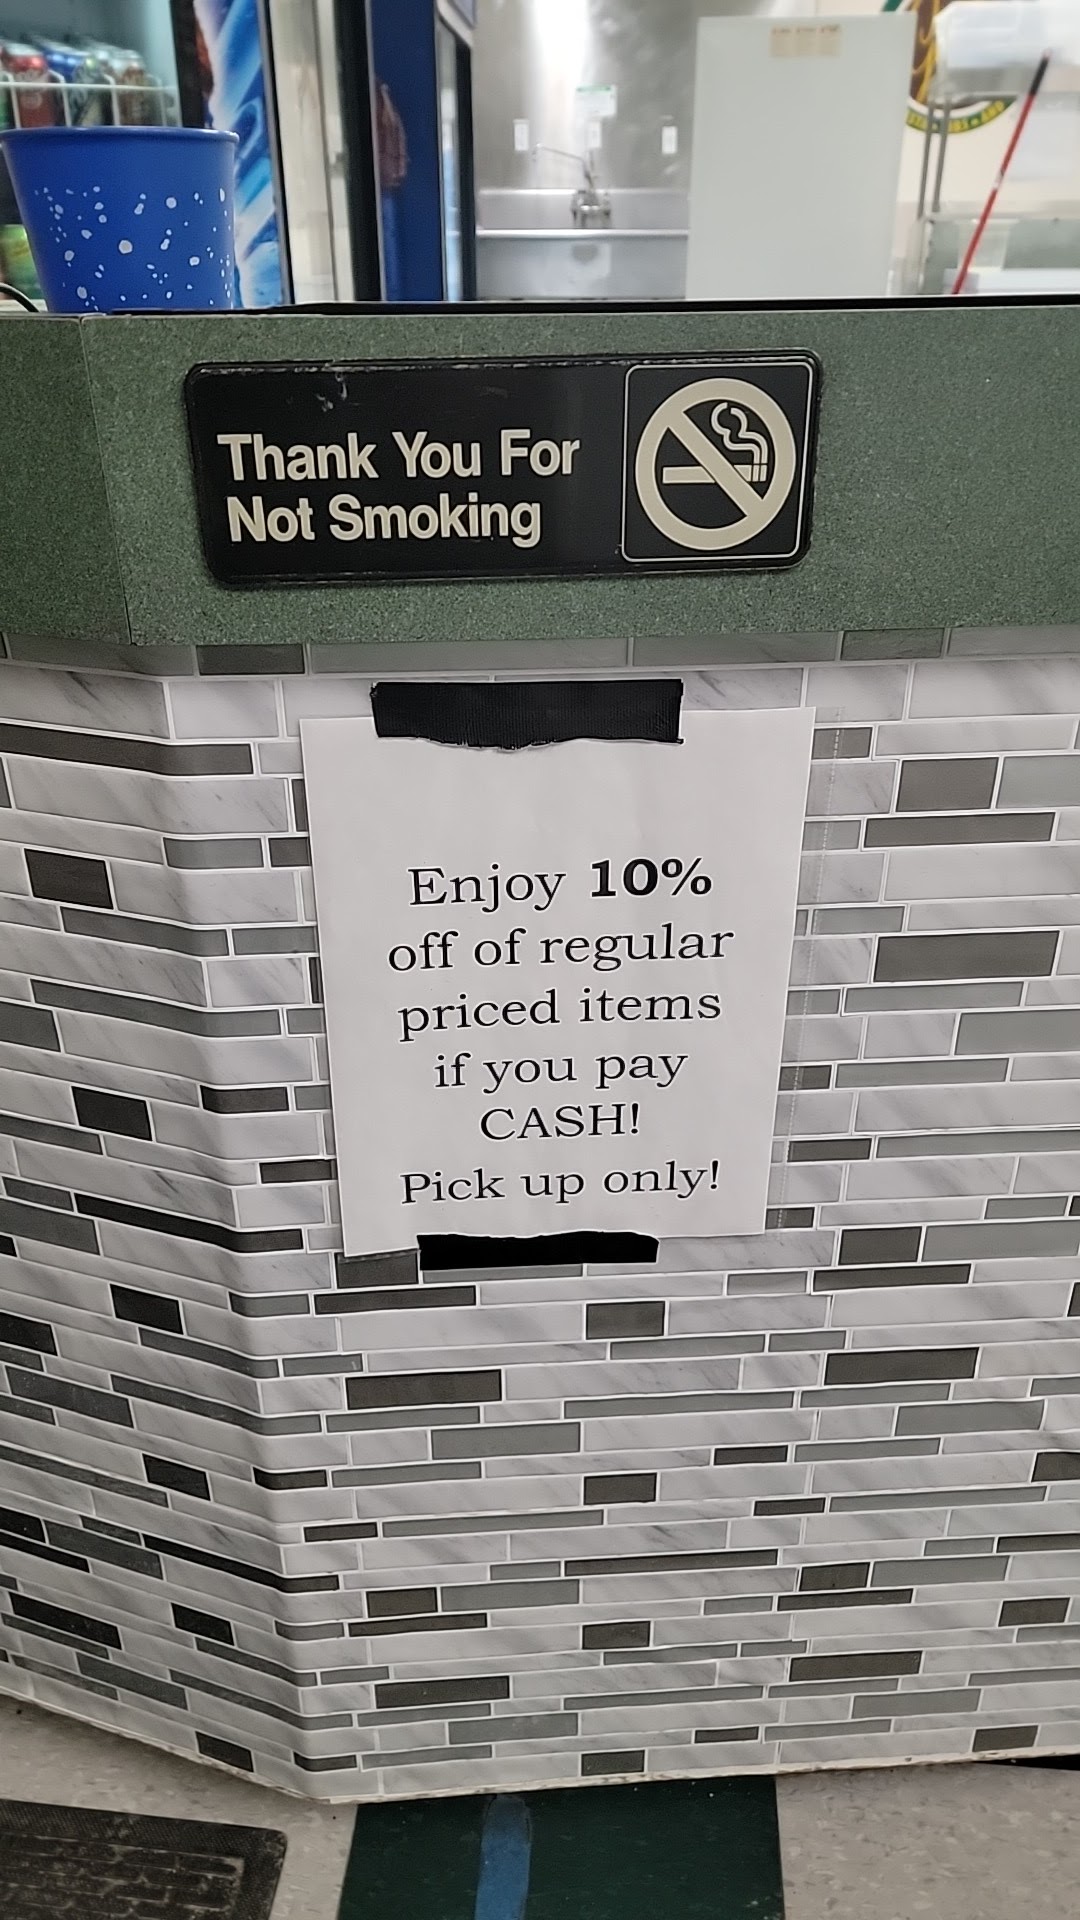 Thank You For
Not Smoking
Enjoy 10%
off of regular
priced items
if you pay
CASH!
Pick up only!